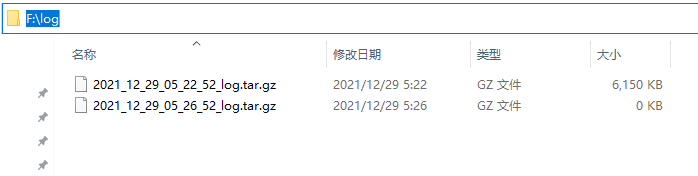 F:\log
名称 修改日期 类型 大小
2021_12_29_05_22_52_log.tar.gz 2021/12/29 5:22 GZ 文件 6,150 KB
2021_12_29_05_26_52_log.tar.gz 2021/12/29 5:26 GZ 文件 0 KB